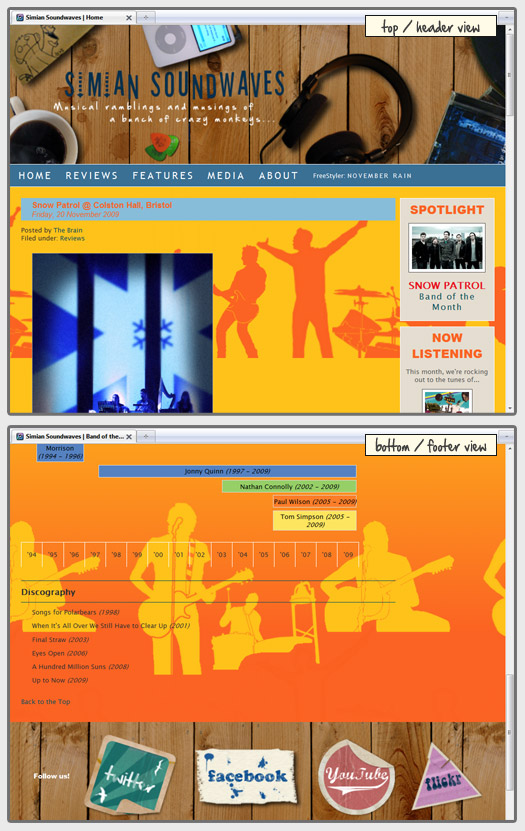 Simian Soundwaves | Home
top / header view
SIMIAN SOUNDWAVES
Musical ramblings and musings of
a bunch of crazy monkeys...
HOME REVIEWS FEATURES MEDIA ABOUT FreeStyler: NOVEMBER RAIN
Snow Patrol @ Colston Hall, Bristol
Friday, 20 November 2009
Posted by The Brain
Filed under: Reviews
SPOTLIGHT
SNOW PATROL
Band of the
Month
NOW
LISTENING
This month, we're rocking
out to the tunes of...
Simian Soundwaves | Band of the...
bottom / footer view
Morrison
(1994 - 1996)
Jonny Quinn (1997 - 2009)
Nathan Connolly (2002 - 2009)
Paul Wilson (2005 - 2009)
Tom Simpson (2005 -
2009)
'94 '95 '96 '97 '98 '99 '00 '01 '02 '03 '04 '05 '06 '07 '08 '09
Discography
Songs for Polarbears (1998)
When It's All Over We Still Have to Clear Up (2001)
Final Straw (2003)
Eyes Open (2006)
A Hundred Million Suns (2008)
Up to Now (2009)
Back to the Top
Follow us!
twitter
facebook
YouTube
flickr